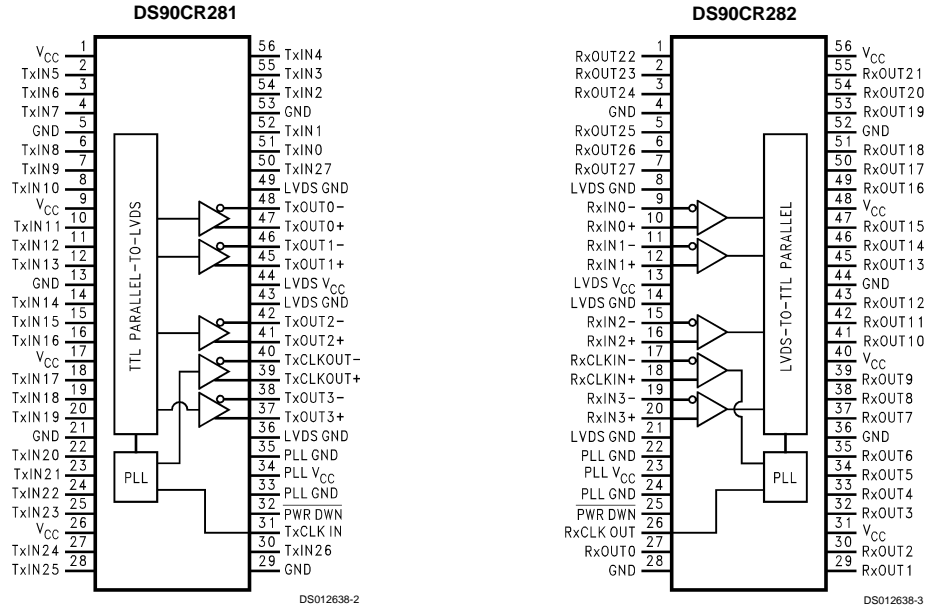 DS90CR281
1 VCC
2 TxIN5
3 TxIN6
4 TxIN7
5 GND
6 TxIN8
7 TxIN9
8 TxIN10
9 VCC
10 TxIN11
11 TxIN12
12 TxIN13
13 GND
14 TxIN14
15 TxIN15
16 TxIN16
17 VCC
18 TxIN17
19 TxIN18
20 TxIN19
21 GND
22 TxIN20
23 TxIN21
24 TxIN22
25 TxIN23
26 VCC
27 TxIN24
28 TxIN25
TTL PARALLEL-TO-LVDS
PLL
56 TxIN4
55 TxIN3
54 TxIN2
53 GND
52 TxIN1
51 TxIN0
50 TxIN27
49 LVDS GND
48 TxOUT0-
47 TxOUT0+
46 TxOUT1-
45 TxOUT1+
44 LVDS VCC
43 LVDS GND
42 TxOUT2-
41 TxOUT2+
40 TxCLKOUT-
39 TxCLKOUT+
38 TxOUT3-
37 TxOUT3+
36 LVDS GND
35 PLL GND
34 PLL VCC
33 PLL GND
32 PWR DWN
31 TxCLK IN
30 TxIN26
29 GND
DS012638-2
DS90CR282
1 RxOUT22
2 RxOUT23
3 RxOUT24
4 GND
5 RxOUT25
6 RxOUT26
7 RxOUT27
8 LVDS GND
9 RxIN0-
10 RxIN0+
11 RxIN1-
12 RxIN1+
13 LVDS VCC
14 LVDS GND
15 RxIN2-
16 RxIN2+
17 RxCLKIN-
18 RxCLKIN+
19 RxIN3-
20 RxIN3+
21 LVDS GND
22 PLL GND
23 PLL VCC
24 PLL GND
25 PWR DWN
26 RxCLK OUT
27 RxOUT0
28 GND
LVDS-TO-TTL PARALLEL
PLL
56 VCC
55 RxOUT21
54 RxOUT20
53 RxOUT19
52 GND
51 RxOUT18
50 RxOUT17
49 RxOUT16
48 VCC
47 RxOUT15
46 RxOUT14
45 RxOUT13
44 GND
43 RxOUT12
42 RxOUT11
41 RxOUT10
40 VCC
39 RxOUT9
38 RxOUT8
37 RxOUT7
36 GND
35 RxOUT6
34 RxOUT5
33 RxOUT4
32 RxOUT3
31 VCC
30 RxOUT2
29 RxOUT1
DS012638-3